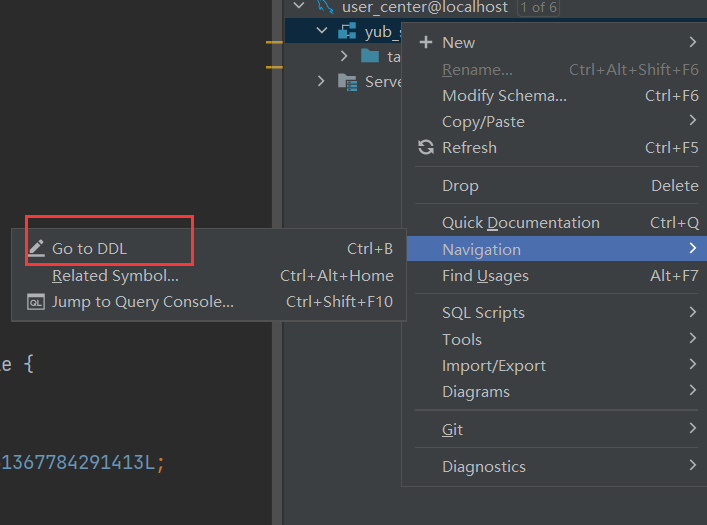 user_center@localhost 1 of 6
yub_s
ta
Serve
New
Rename... Ctrl+Alt+Shift+F6
Modify Schema... Ctrl+F6
Copy/Paste
Refresh Ctrl+F5
Drop Delete
Quick Documentation Ctrl+Q
Navigation
Find Usages Alt+F7
SQL Scripts
Tools
Import/Export
Diagrams
Git
Diagnostics
Go to DDL Ctrl+B
Related Symbol... Ctrl+Alt+Home
QL Jump to Query Console... Ctrl+Shift+F10
e {
1367784291413L;